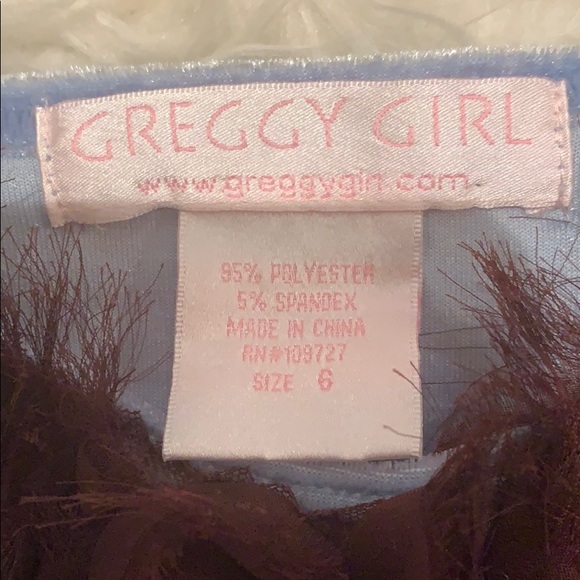 GREGGY GIRL
www.greggygirl.com
95% POLYESTER
5% SPANDEX
MADE IN CHINA
RN#109727
SIZE 6